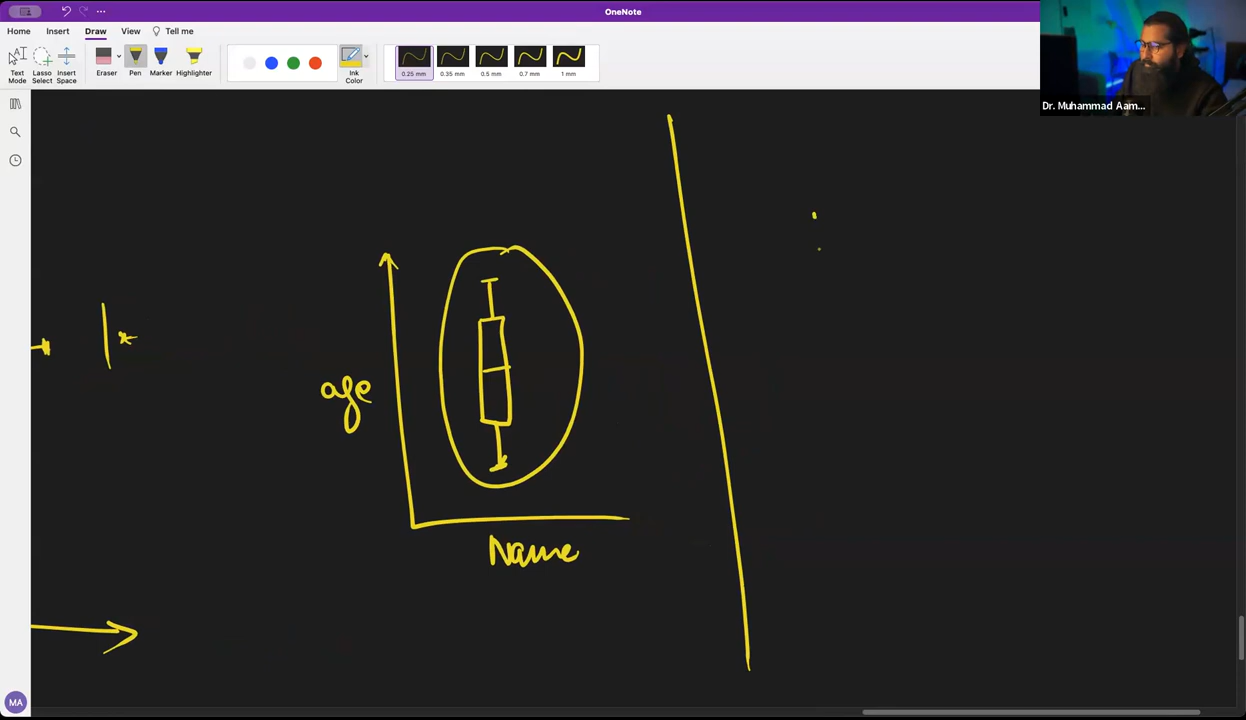 OneNote
Home Insert Draw View Tell me
Text Mode
Lasso Select
Insert Space
Eraser
Pen
Marker
Highlighter
Ink Color
0.25 mm
0.35 mm
0.5 mm
0.7 mm
1 mm
Dr. Muhammad Aam...
age
Name
MA